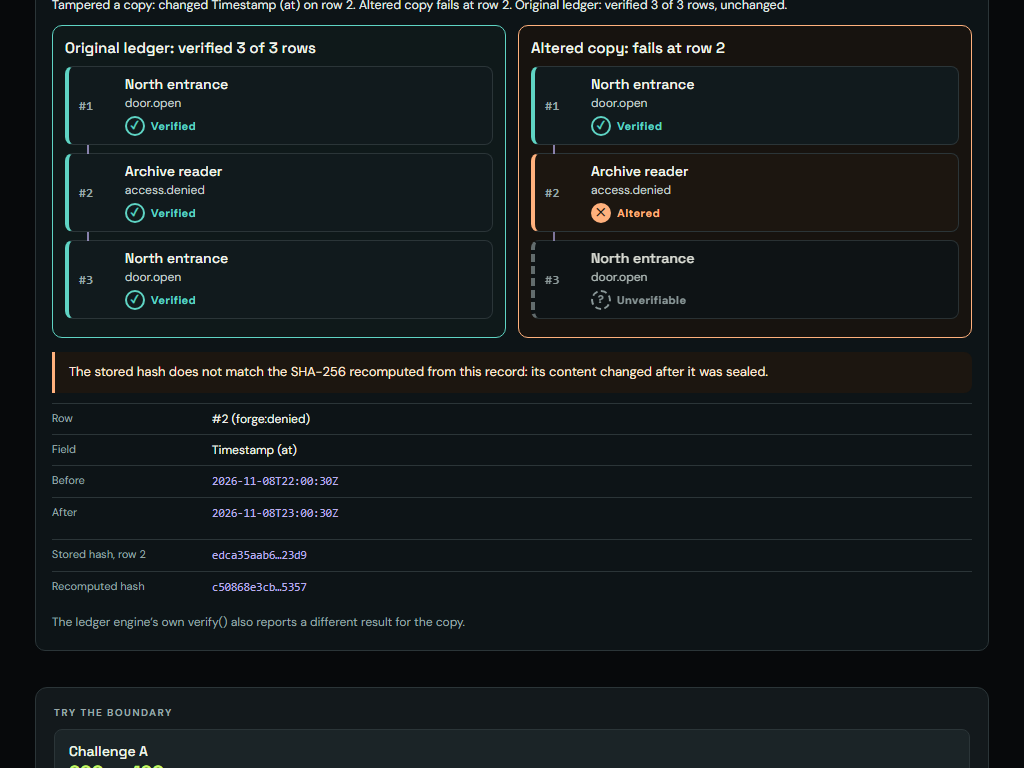 Tampered a copy: changed Timestamp (at) on row 2. Altered copy fails at row 2. Original ledger: verified 3 of 3 rows, unchanged.
Original ledger: verified 3 of 3 rows
#1
North entrance
door.open
Verified
#2
Archive reader
access.denied
Verified
#3
North entrance
door.open
Verified
Altered copy: fails at row 2
#1
North entrance
door.open
Verified
#2
Archive reader
access.denied
Altered
#3
North entrance
door.open
? Unverifiable
The stored hash does not match the SHA-256 recomputed from this record: its content changed after it was sealed.
Row #2 (forge:denied)
Field Timestamp (at)
Before 2026-11-08T22:00:30Z
After 2026-11-08T23:00:30Z
Stored hash, row 2 edca35aab6…23d9
Recomputed hash c50868e3cb…5357
The ledger engine's own verify() also reports a different result for the copy.
TRY THE BOUNDARY
Challenge A